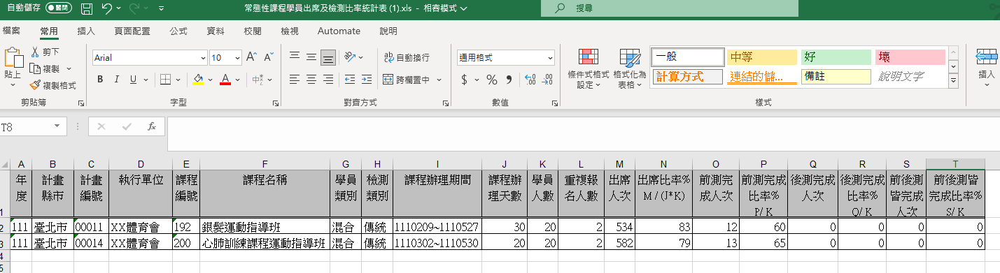 自動儲存 關閉 常態性課程學員出席及檢測比率統計表 (1).xls - 相容模式 搜尋
檔案 常用 插入 頁面配置 公式 資料 校閱 檢視 Automate 說明
貼上 剪下 複製 複製格式 剪貼簿
Arial 10 A A B I U A 中 字型
ab 自動換行 跨欄置中 對齊方式
通用格式 $ % 數值
條件式格式設定 格式化為表格 一般 中等 好 壞 計算方式 連結的儲... 備註 說明文字 樣式
插入
T8 fx
A B C D E F G H I J K L M N O P Q R S T
1 年度 計畫縣市 計畫編號 執行單位 課程編號 課程名稱 學員類別 檢測類別 課程辦理期間 課程辦理天數 學員人數 重複報名人數 出席人次 出席比率% M / (J*K) 前測完成人次 前測完成比率% P/ K 後測完成人次 後測完成比率% Q/ K 前後測皆完成人次 前後測皆完成比率% S/ K
2 111 臺北市 00011 XX體育會 192 銀髮運動指導班 混合 傳統 1110209~1110527 30 20 2 534 83 12 60 0 0 0 0
3 111 臺北市 00014 XX體育會 200 心肺訓練課程運動指導班 混合 傳統 1110302~1110530 20 20 2 582 79 13 65 0 0 0 0
4
5